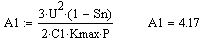 A1 := 3·U²·(1 − Sn) / 2·C1·Kmax·P A1 = 4.17